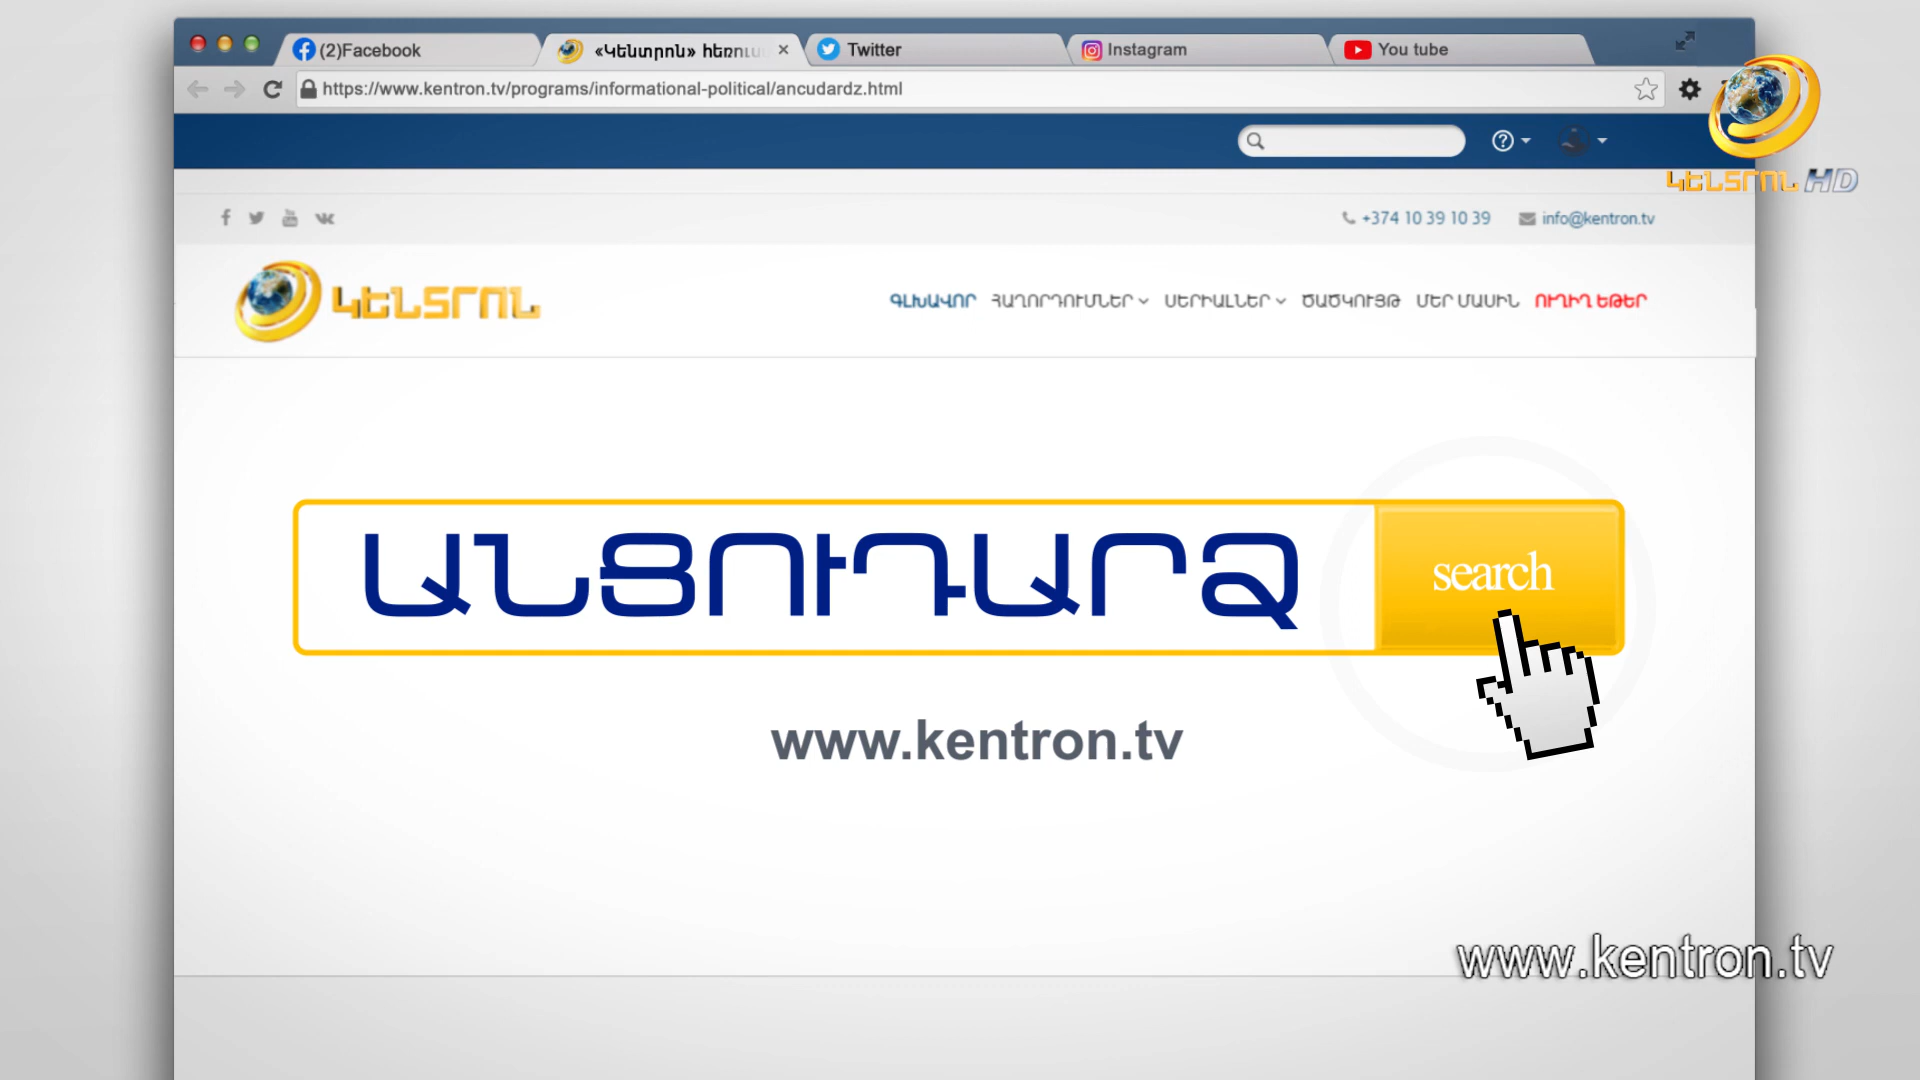 (2)Facebook
«Կենտրոն» հեռուս
Twitter
Instagram
You tube
https://www.kentron.tv/programs/informational-political/ancudardz.html
ԿԵՆՏՐՈՆ HD
+374 10 39 10 39
info@kentron.tv
ԿԵՆՏՐՈՆ
ԳԼԽԱՎՈՐ ՀԱՂՈՐԴՈՒՄՆԵՐ ՍԵՐԻԱԼՆԵՐ ԾԱԾԿՈՒՅԹ ՄԵՐ ՄԱՍԻՆ ՈՒՂԻՂ ԵԹԵՐ
ԱՆՑՈՒԴԱՐՁ
search
www.kentron.tv
www.kentron.tv